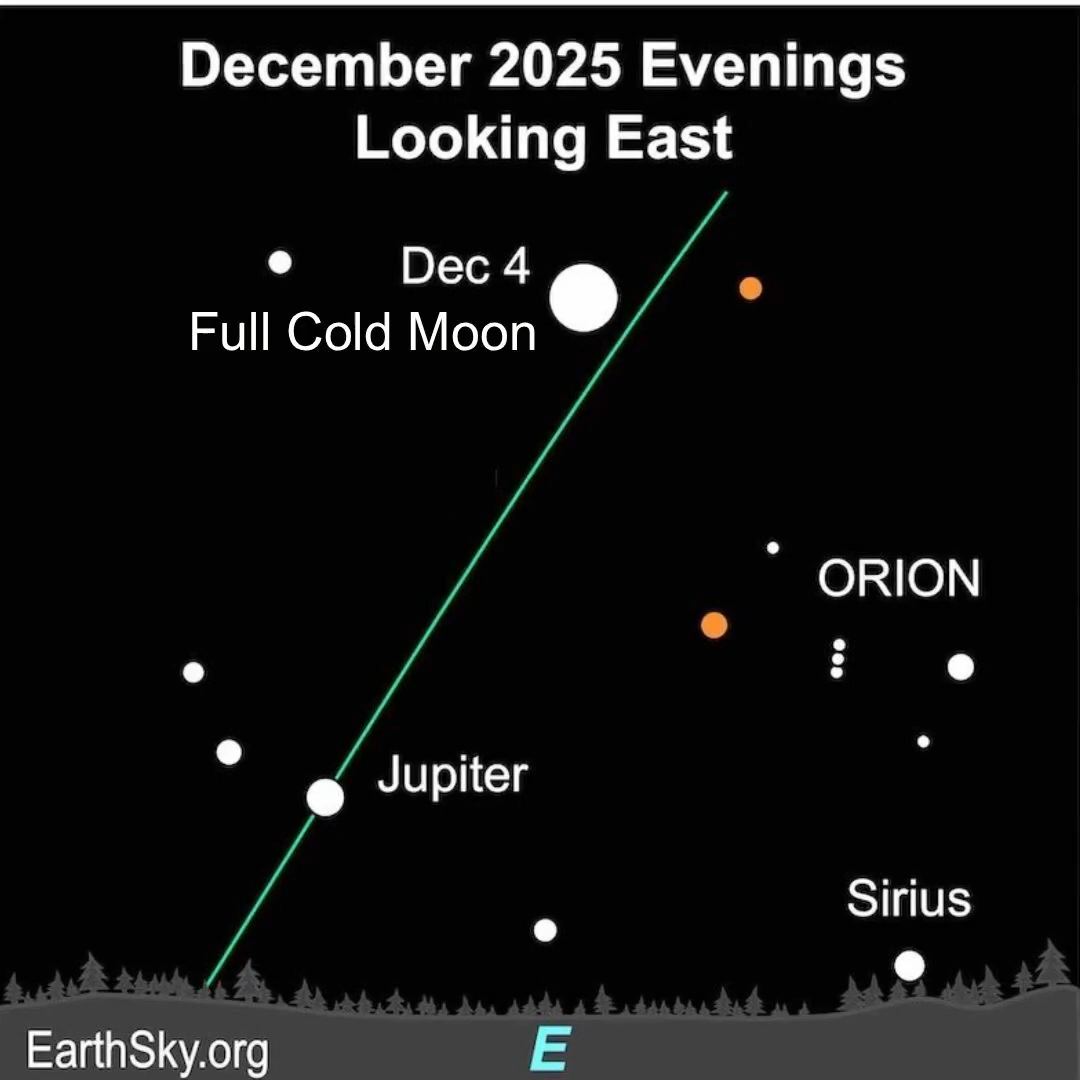 December 2025 Evenings
Looking East
Dec 4
Full Cold Moon
ORION
Jupiter
Sirius
EarthSky.org
E